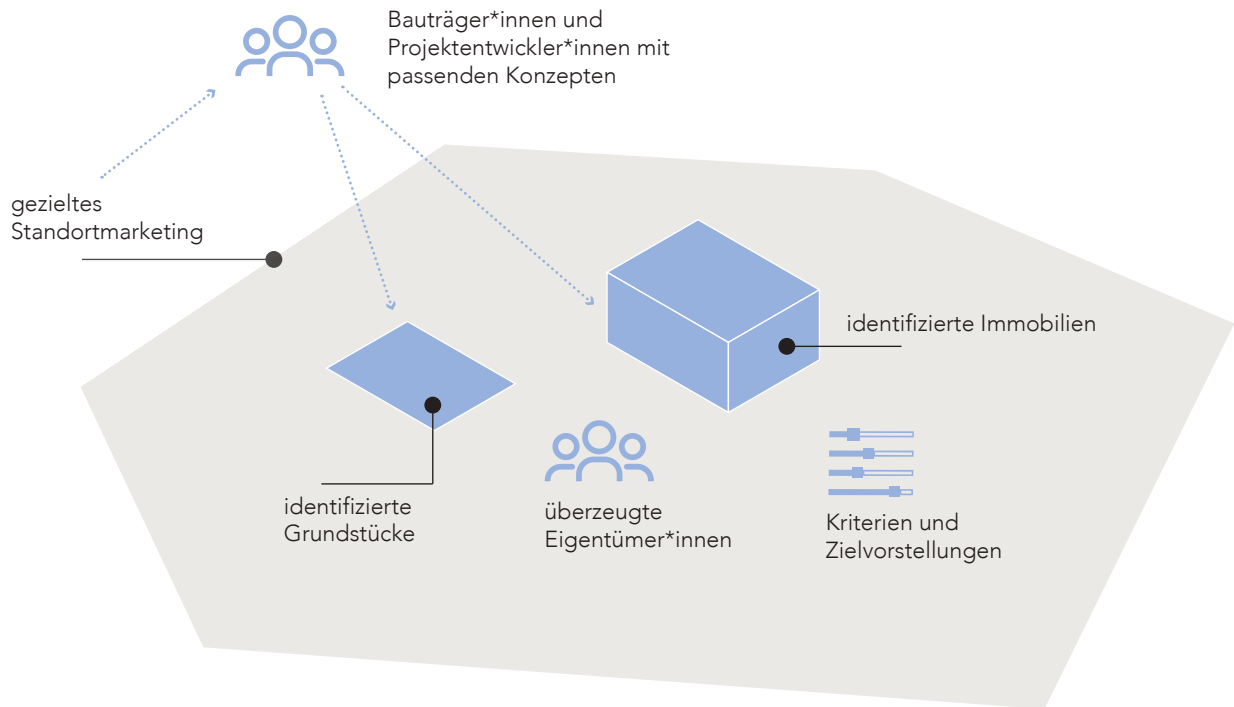 Bauträger*innen und
Projektentwickler*innen mit
passenden Konzepten
gezieltes
Standortmarketing
identifizierte Immobilien
identifizierte
Grundstücke
überzeugte
Eigentümer*innen
Kriterien und
Zielvorstellungen